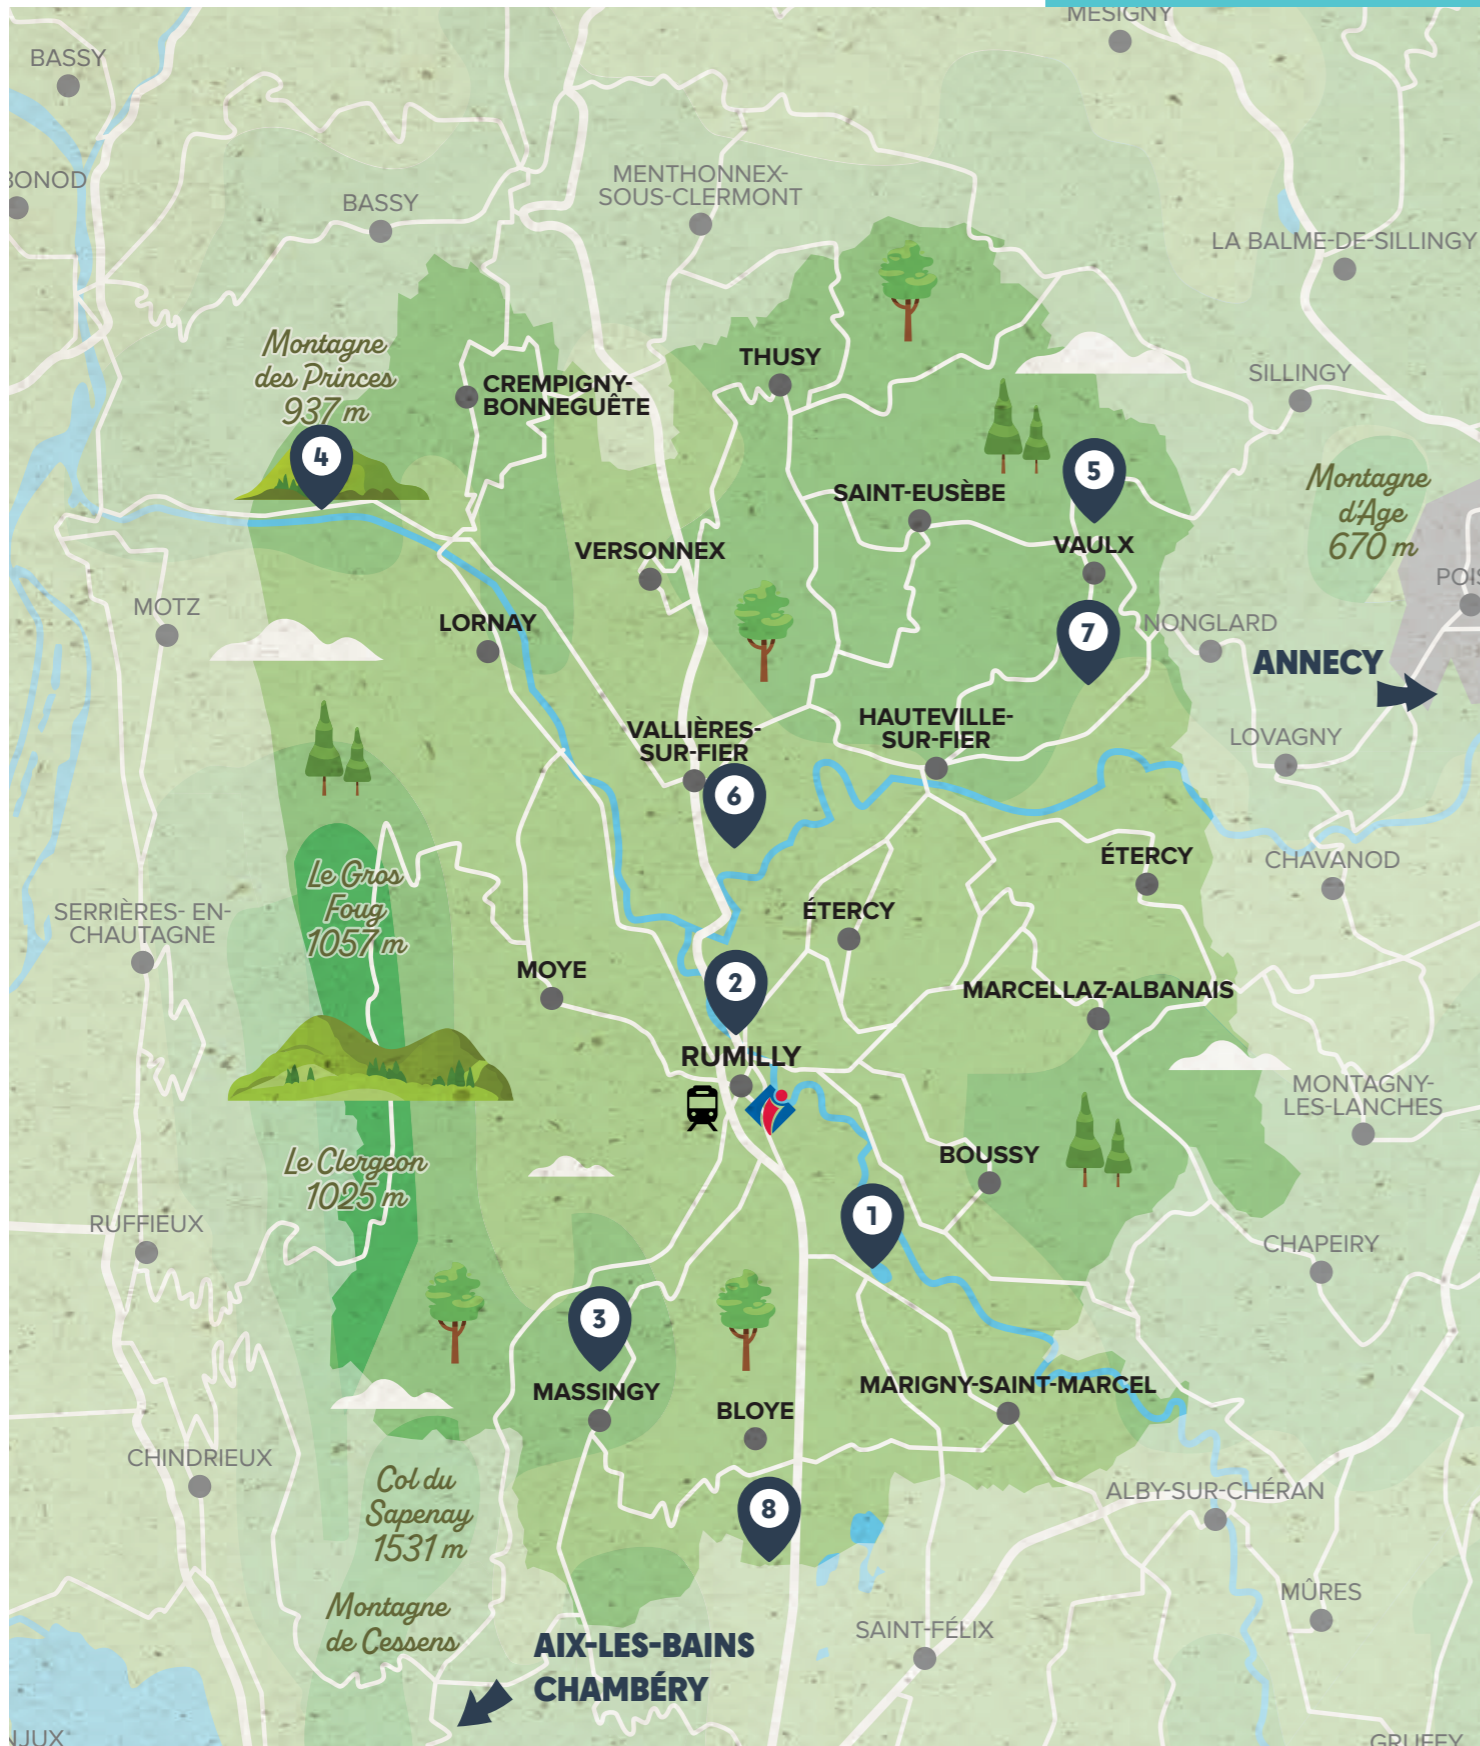 MÉSIGNY
BASSY
BONOD
BASSY
MENTHONNEX-
SOUS-CLERMONT
LA BALME-DE-SILLINGY
Montagne
des Princes
937 m
4
CREMPIGNY-
BONNEGUÊTE
THUSY
SILLINGY
5
SAINT-EUSÈBE
Montagne
d'Age
670 m
VERSONNEX
VAULX
POIS
MOTZ
LORNAY
7
NONGLARD
ANNECY
VALLIÈRES-
SUR-FIER
HAUTEVILLE-
SUR-FIER
LOVAGNY
6
ÉTERCY
CHAVANOD
Le Gros
Foug
1057 m
SERRIÈRES- EN-
CHAUTAGNE
ÉTERCY
MOYE
2
MARCELLAZ-ALBANAIS
RUMILLY
MONTAGNY-
LES-LANCHES
Le Clergeon
1025 m
BOUSSY
RUFFIEUX
1
CHAPEIRY
3
MASSINGY
BLOYE
MARIGNY-SAINT-MARCEL
CHINDRIEUX
Col du
Sapenay
1531 m
8
ALBY-SUR-CHÉRAN
Montagne
de Cessens
MÛRES
SAINT-FÉLIX
AIX-LES-BAINS
CHAMBÉRY
NJUX
GRUFFY